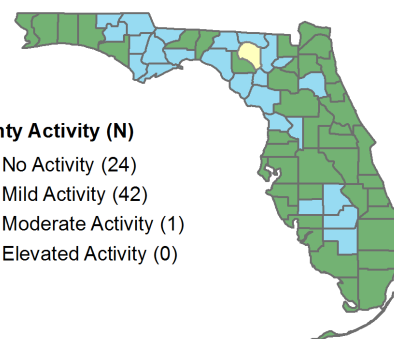 nty Activity (N)
No Activity (24)
Mild Activity (42)
Moderate Activity (1)
Elevated Activity (0)